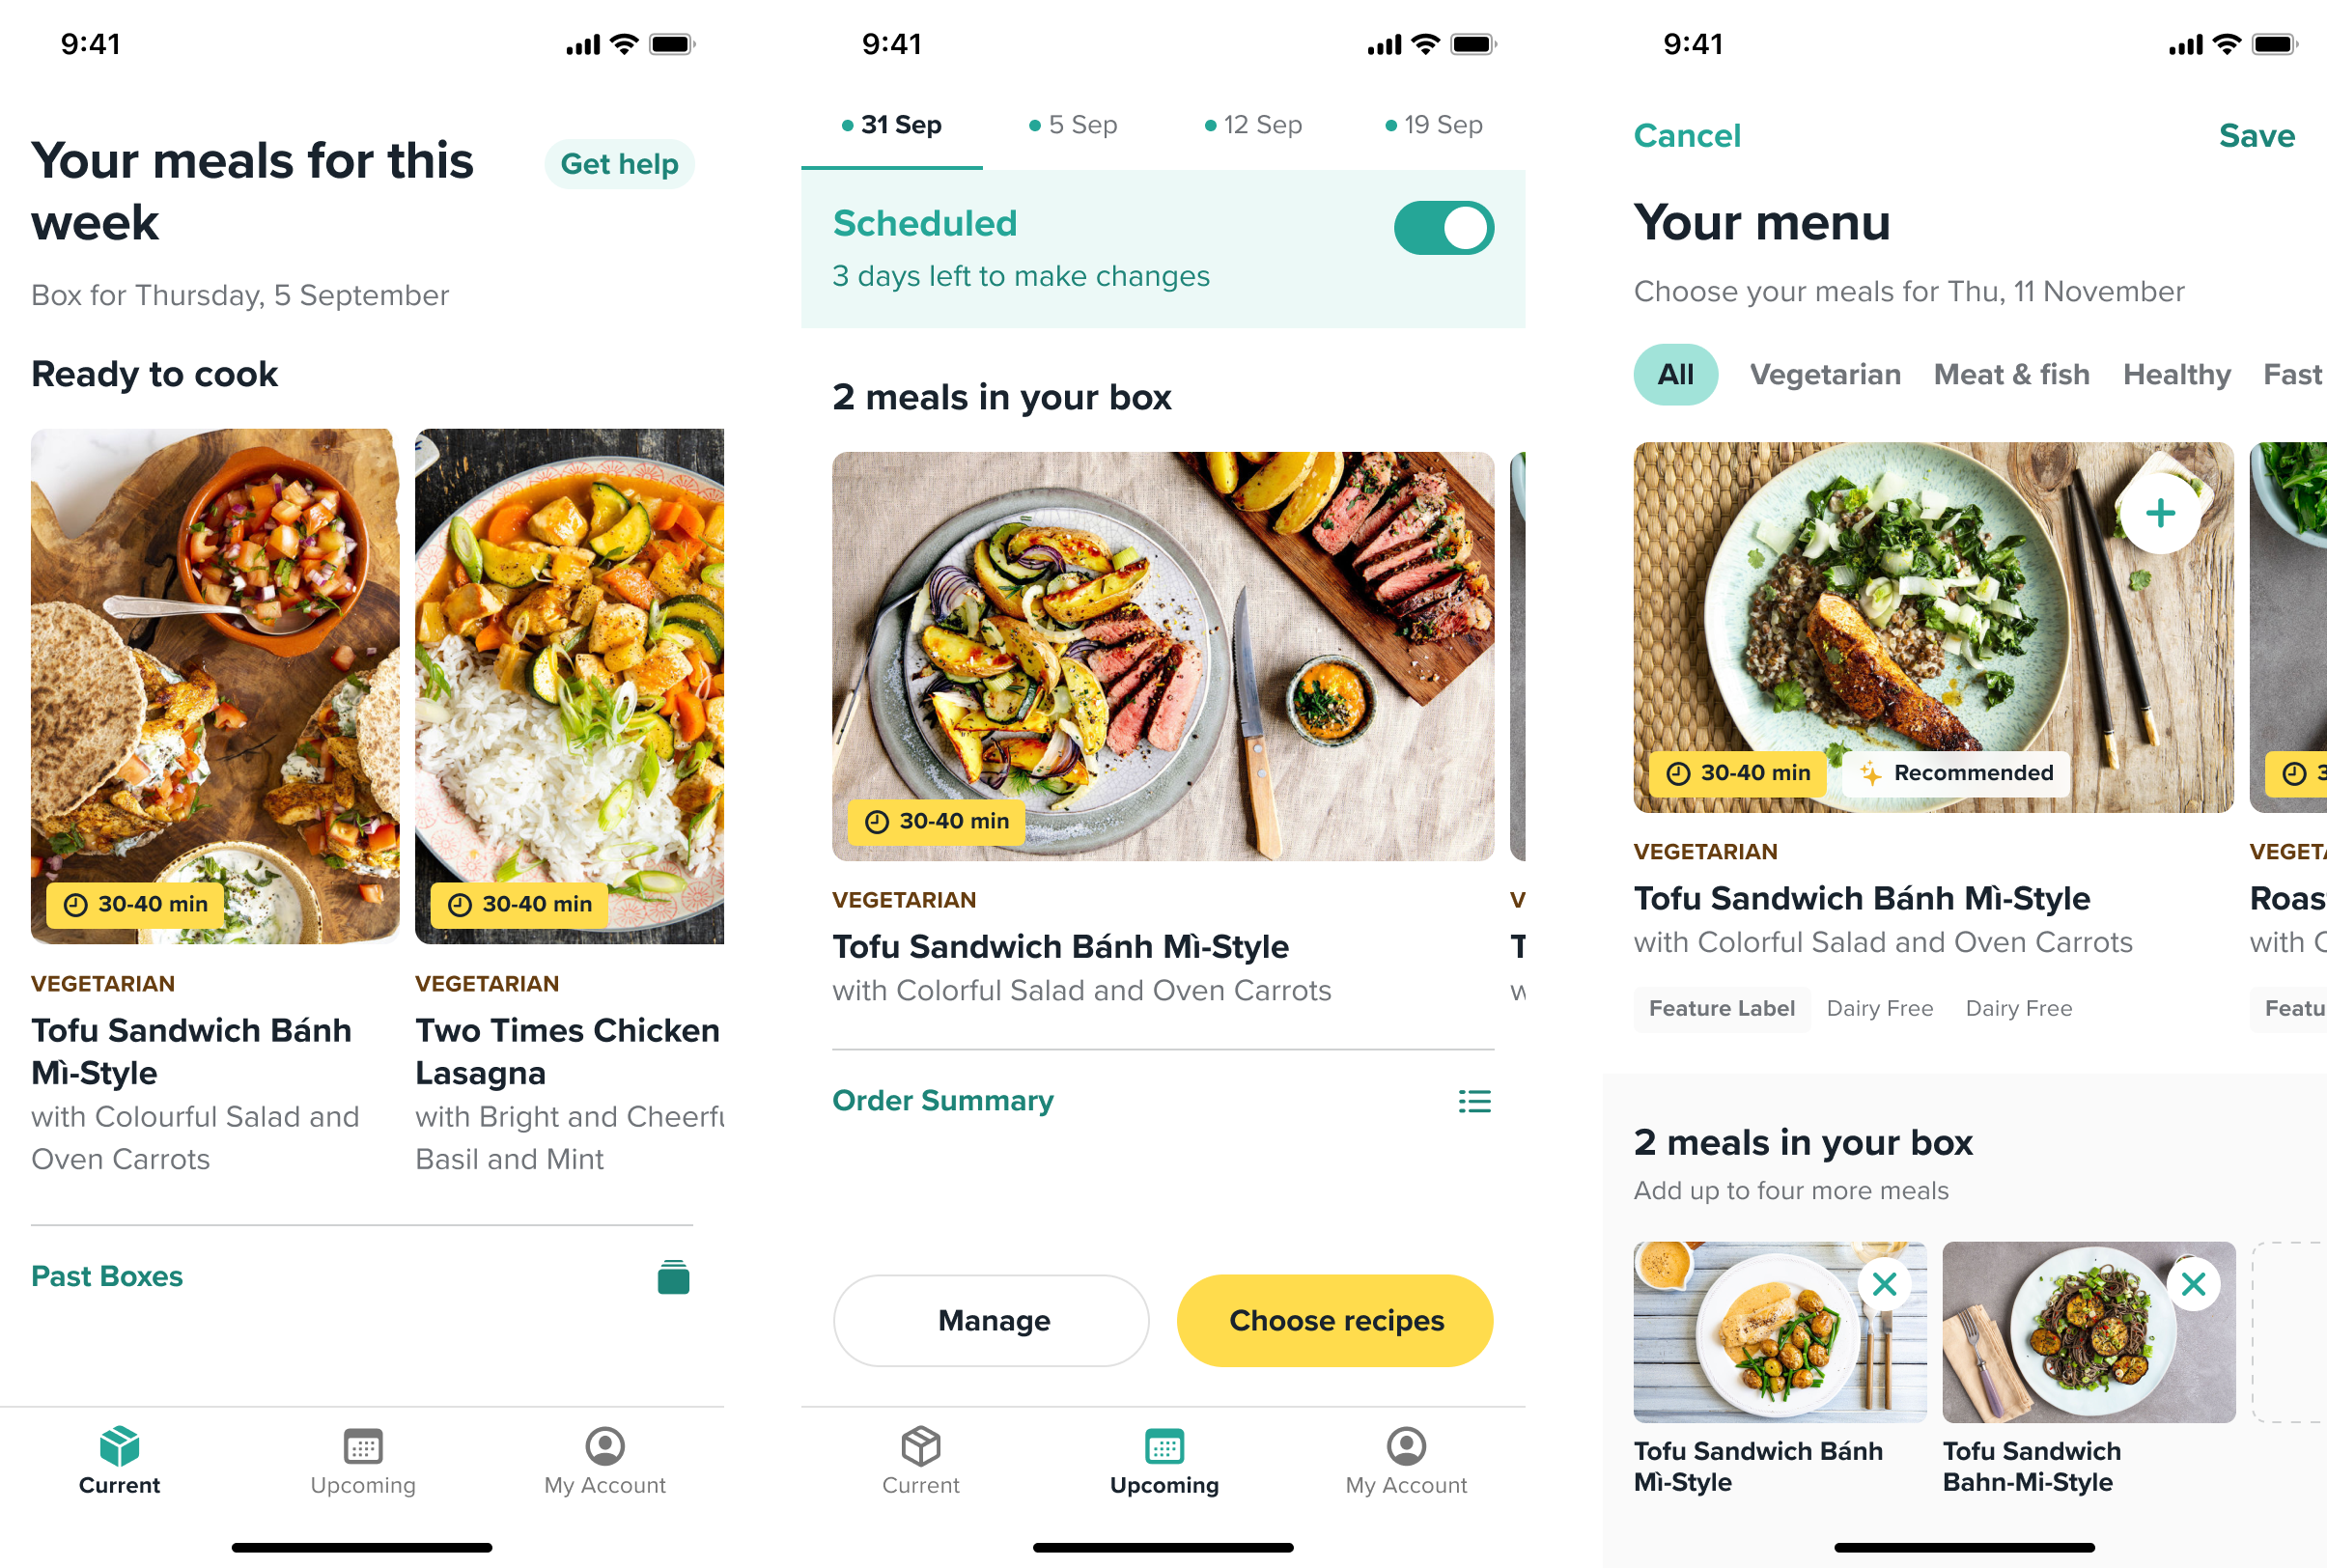 9:41
Your meals for this
week
Get help
Box for Thursday, 5 September
Ready to cook
30-40 min
30-40 min
VEGETARIAN
Tofu Sandwich Bánh
Mì-Style
with Colourful Salad and
Oven Carrots
VEGETARIAN
Two Times Chicken
Lasagna
with Bright and Cheerfu
Basil and Mint
Past Boxes
Current
Upcoming
My Account
9:41
31 Sep
5 Sep
12 Sep
19 Sep
Scheduled
3 days left to make changes
2 meals in your box
30-40 min
VEGETARIAN
Tofu Sandwich Bánh Mì-Style
with Colorful Salad and Oven Carrots
V
T
w
Order Summary
Manage
Choose recipes
Current
Upcoming
My Account
9:41
Cancel
Save
Your menu
Choose your meals for Thu, 11 November
All
Vegetarian
Meat & fish
Healthy
Fast
30-40 min
Recommended
3
VEGETARIAN
Tofu Sandwich Bánh Mì-Style
with Colorful Salad and Oven Carrots
Feature Label
Dairy Free
Dairy Free
VEGETA
Roas
with C
Featu
2 meals in your box
Add up to four more meals
Tofu Sandwich Bánh
Mì-Style
Tofu Sandwich
Bahn-Mi-Style